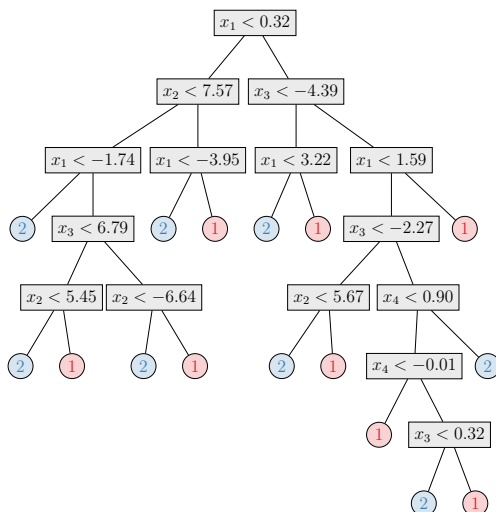 x₁ < 0.32
x₂ < 7.57 x₃ < −4.39
x₁ < −1.74 x₁ < −3.95 x₁ < 3.22 x₁ < 1.59
2 x₃ < 6.79 2 1 2 1 x₃ < −2.27 1
x₂ < 5.45 x₂ < −6.64 x₂ < 5.67 x₄ < 0.90
2 1 2 1 2 1 x₄ < −0.01 2
1 x₃ < 0.32
2 1